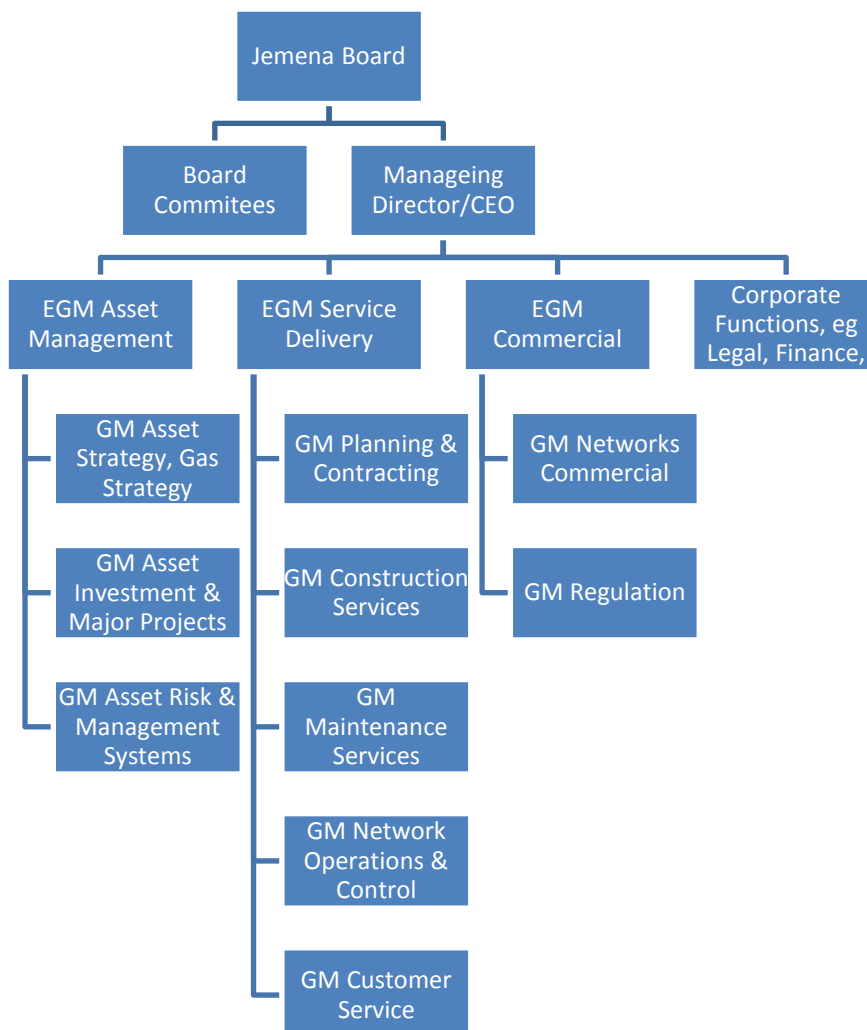 Jemena Board
Board
Commitees
Manageing
Director/CEO
EGM Asset
Management
EGM Service
Delivery
EGM
Commercial
Corporate
Functions, eg
Legal, Finance,
GM Asset
Strategy, Gas
Strategy
GM Planning &
Contracting
GM Networks
Commercial
GM Asset
Investment &
Major Projects
GM Construction
Services
GM Regulation
GM Asset Risk &
Management
Systems
GM
Maintenance
Services
GM Network
Operations &
Control
GM Customer
Service